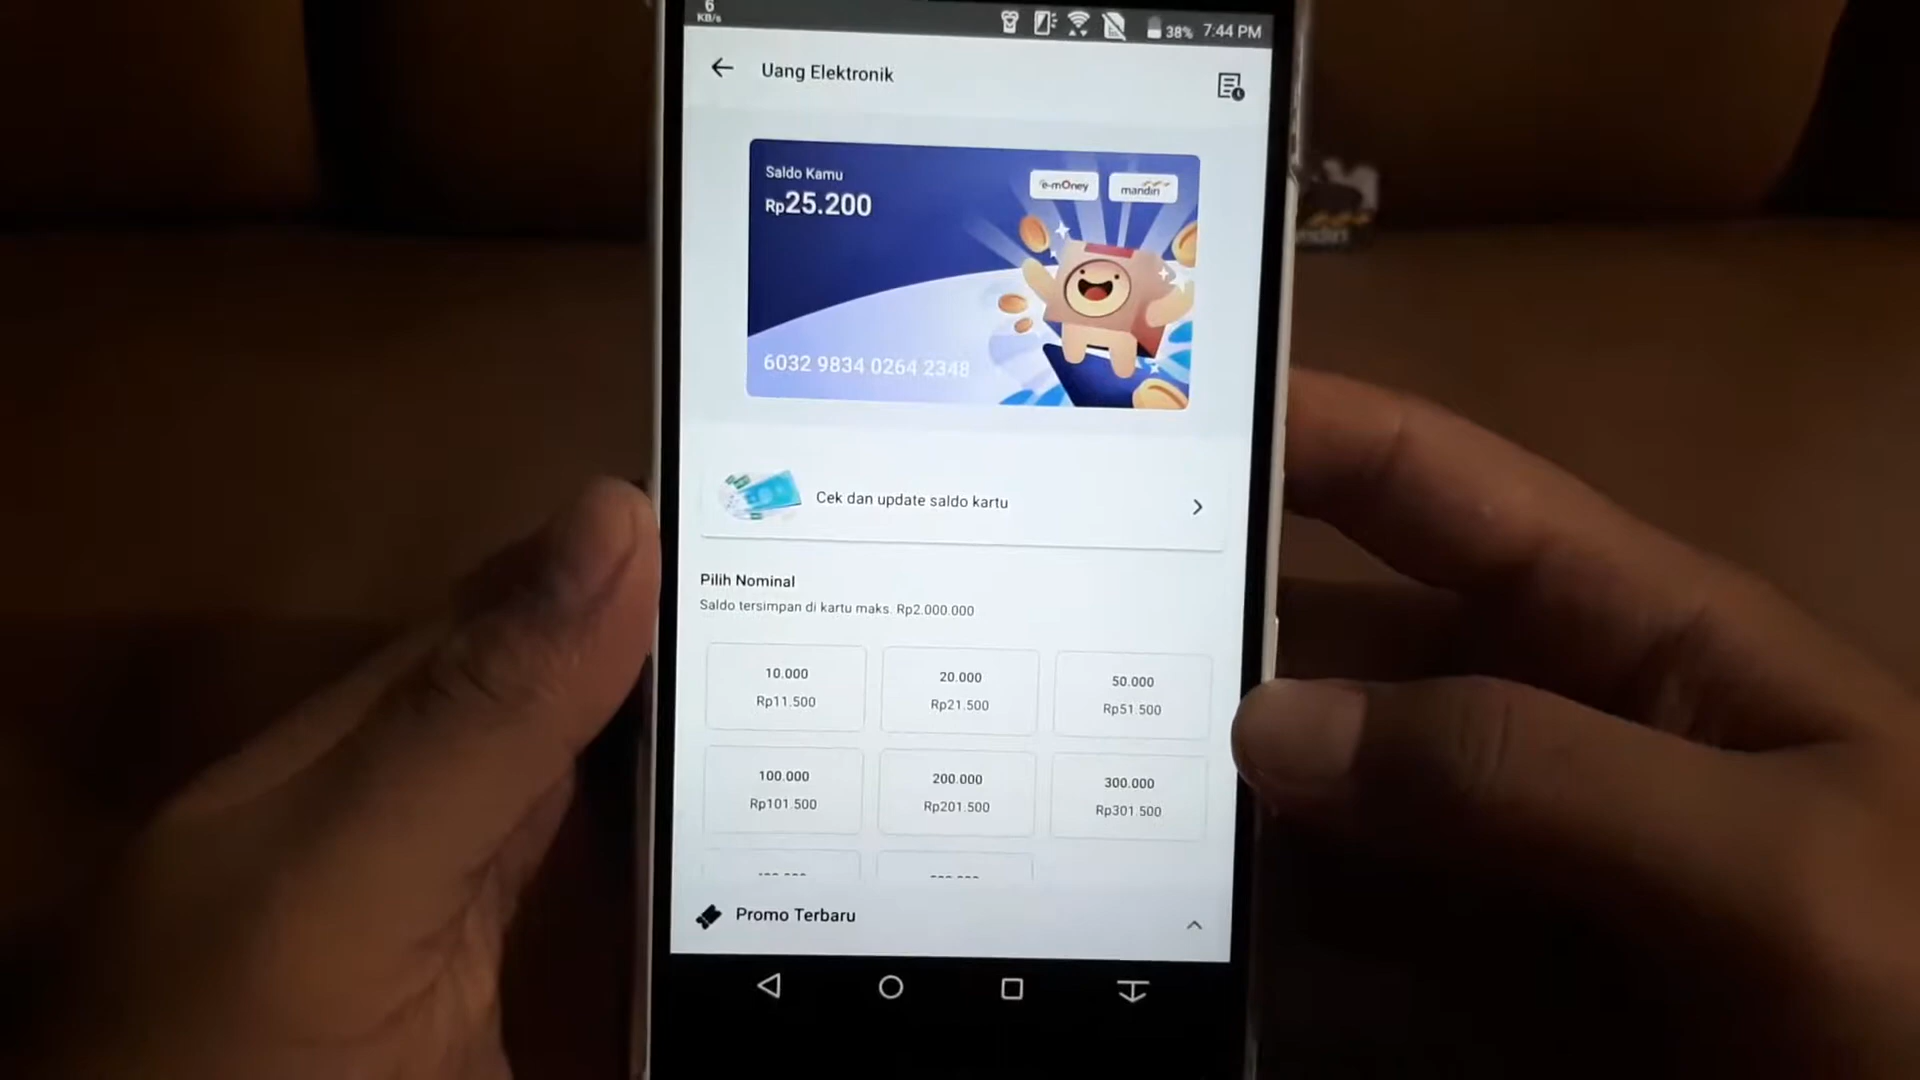 6
KB/s
38% 7:44 PM
Uang Elektronik
Saldo Kamu
Rp25.200
e-mOney
mandiri
6032 9834 0264 2348
Cek dan update saldo kartu
Pilih Nominal
Saldo tersimpan di kartu maks. Rp2.000.000
10.000
Rp11.500
20.000
Rp21.500
50.000
Rp51.500
100.000
Rp101.500
200.000
Rp201.500
300.000
Rp301.500
Promo Terbaru